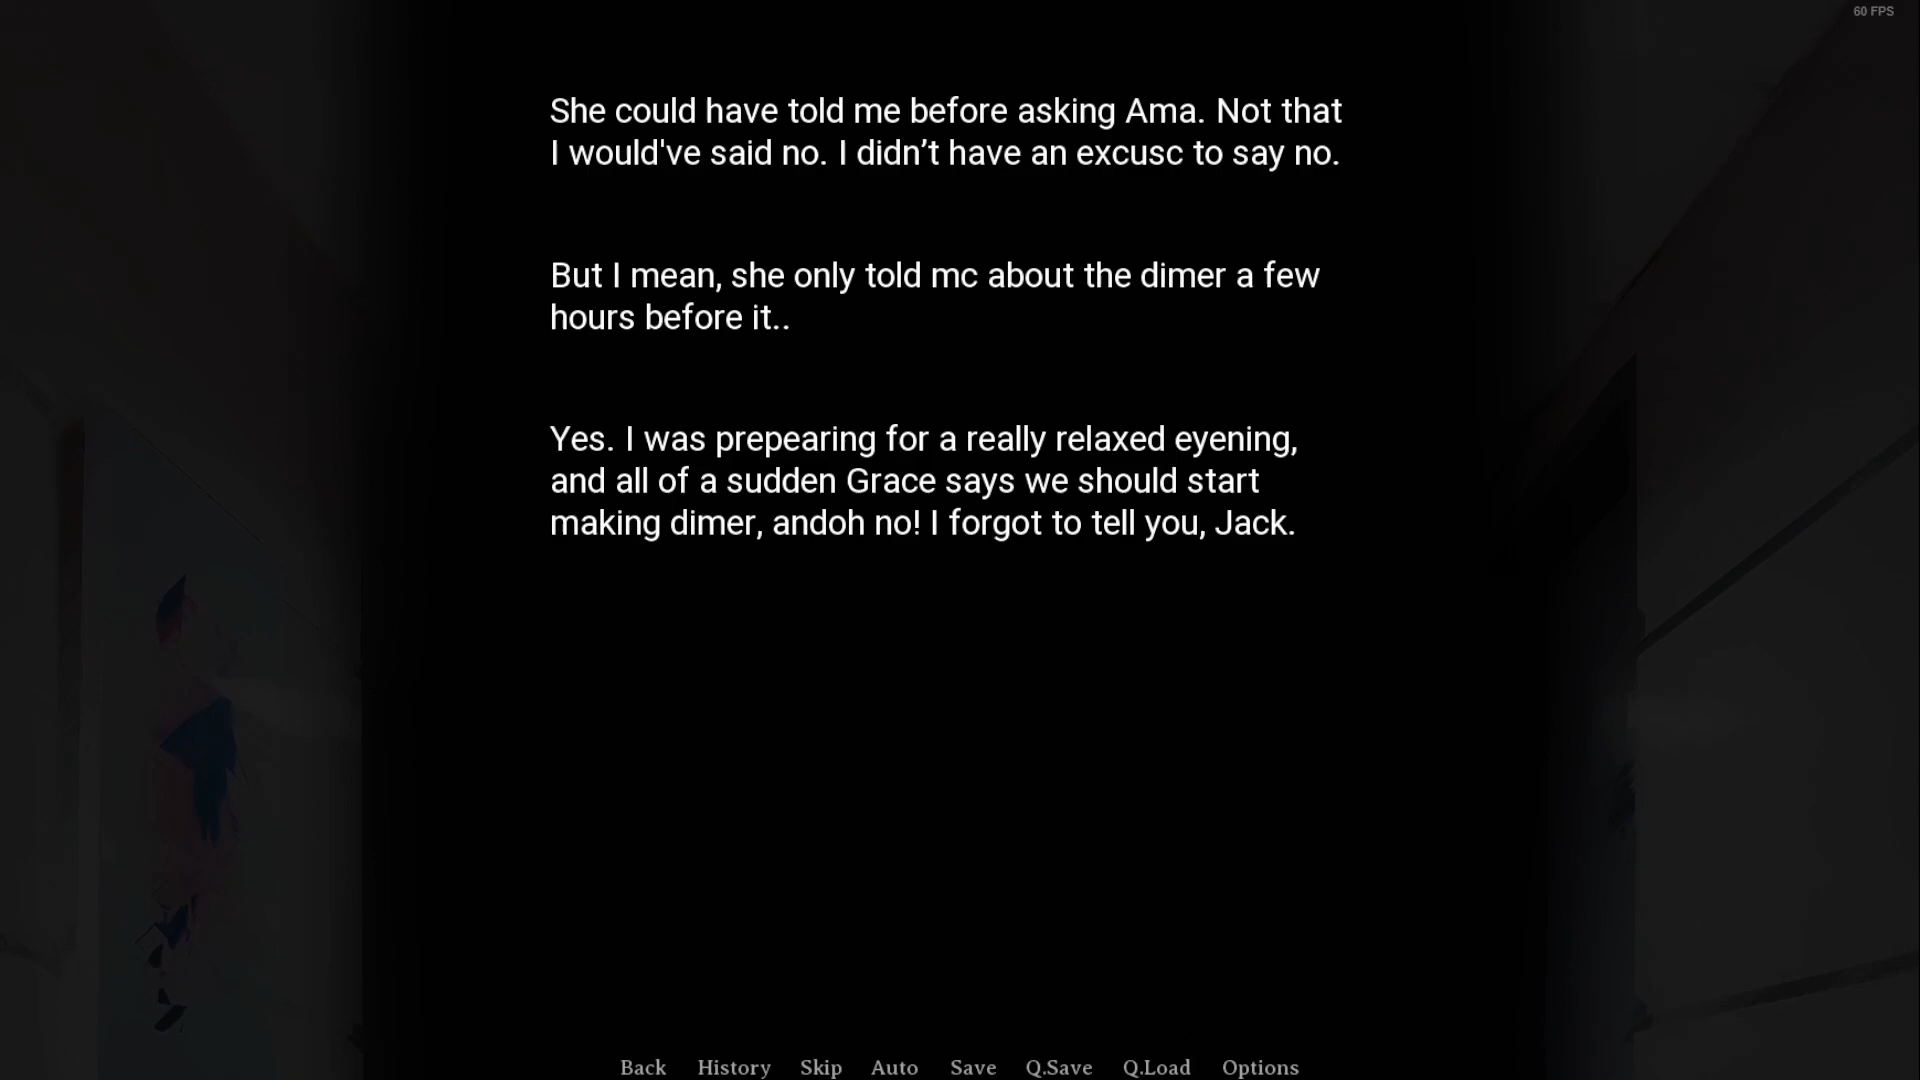 60 FPS
She could have told me before asking Ama. Not that
I would've said no. I didn’t have an excusc to say no.
But I mean, she only told mc about the dimer a few
hours before it..
Yes. I was prepearing for a really relaxed eyening,
and all of a sudden Grace says we should start
making dimer, andoh no! I forgot to tell you, Jack.
Back History Skip Auto Save Q.Save Q.Load Options